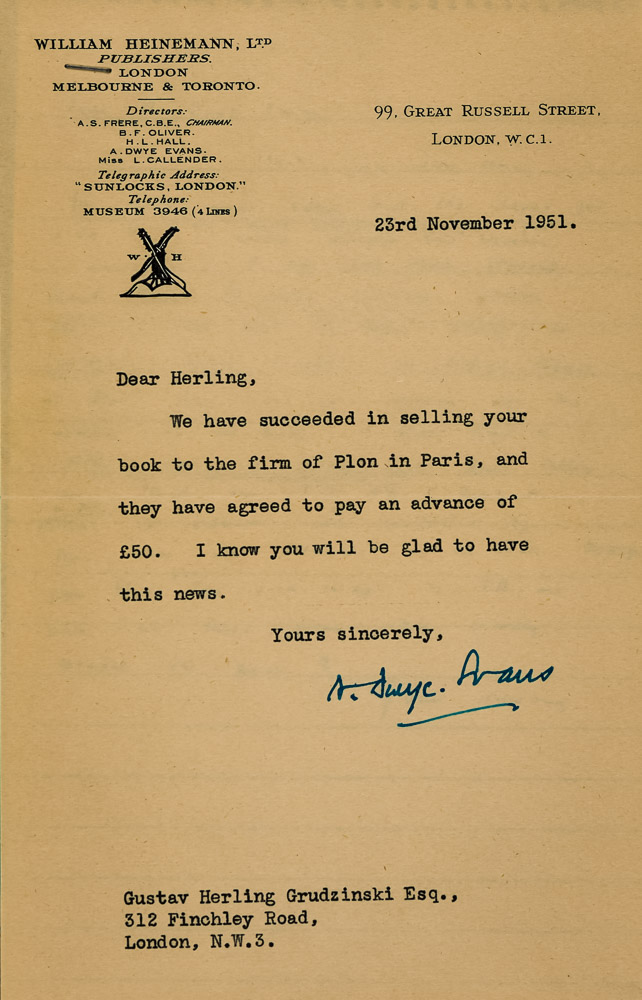 WILLIAM HEINEMANN, LTD
PUBLISHERS.
LONDON
MELBOURNE & TORONTO.
Directors:
A.S. FRERE, C.B.E., CHAIRMAN.
B.F. OLIVER.
H.L. HALL.
A. DWYE EVANS.
Miss L. CALLENDER.
Telegraphic Address:
"SUNLOCKS, LONDON."
Telephone:
MUSEUM 3946 (4 LINES)
W H
99, GREAT RUSSELL STREET,
LONDON, W.C.1.
23rd November 1951.
Dear Herling,
We have succeeded in selling your
book to the firm of Plon in Paris, and
they have agreed to pay an advance of
£50. I know you will be glad to have
this news.
Yours sincerely,
A. Dwye. Evans
Gustav Herling Grudzinski Esq.,
312 Finchley Road,
London, N.W.3.